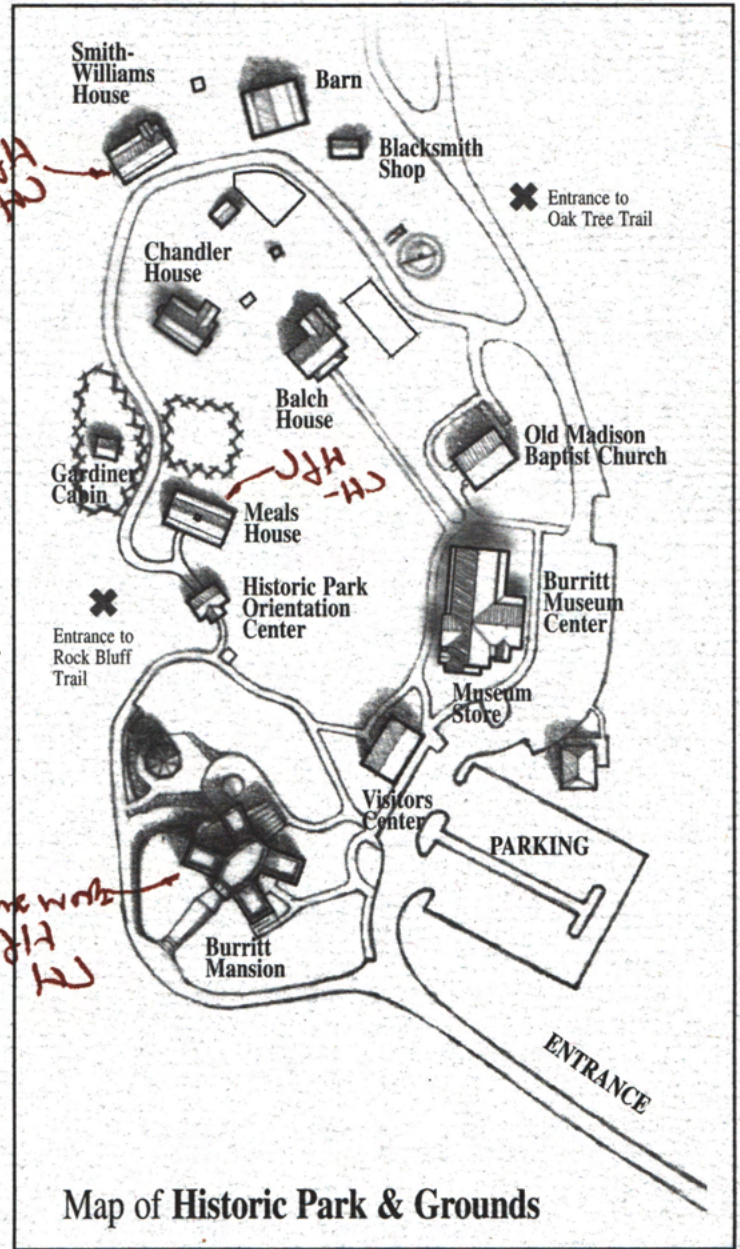 Smith-
Williams
House
Barn
Blacksmith
Shop
Entrance to
Oak Tree Trail
Chandler
House
Balch
House
Old Madison
Baptist Church
Gardiner
Cabin
Meals
House
Historic Park
Orientation
Center
Burritt
Museum
Center
Entrance to
Rock Bluff
Trail
Museum
Store
Visitors
Center
PARKING
Burritt
Mansion
ENTRANCE
Map of Historic Park & Grounds